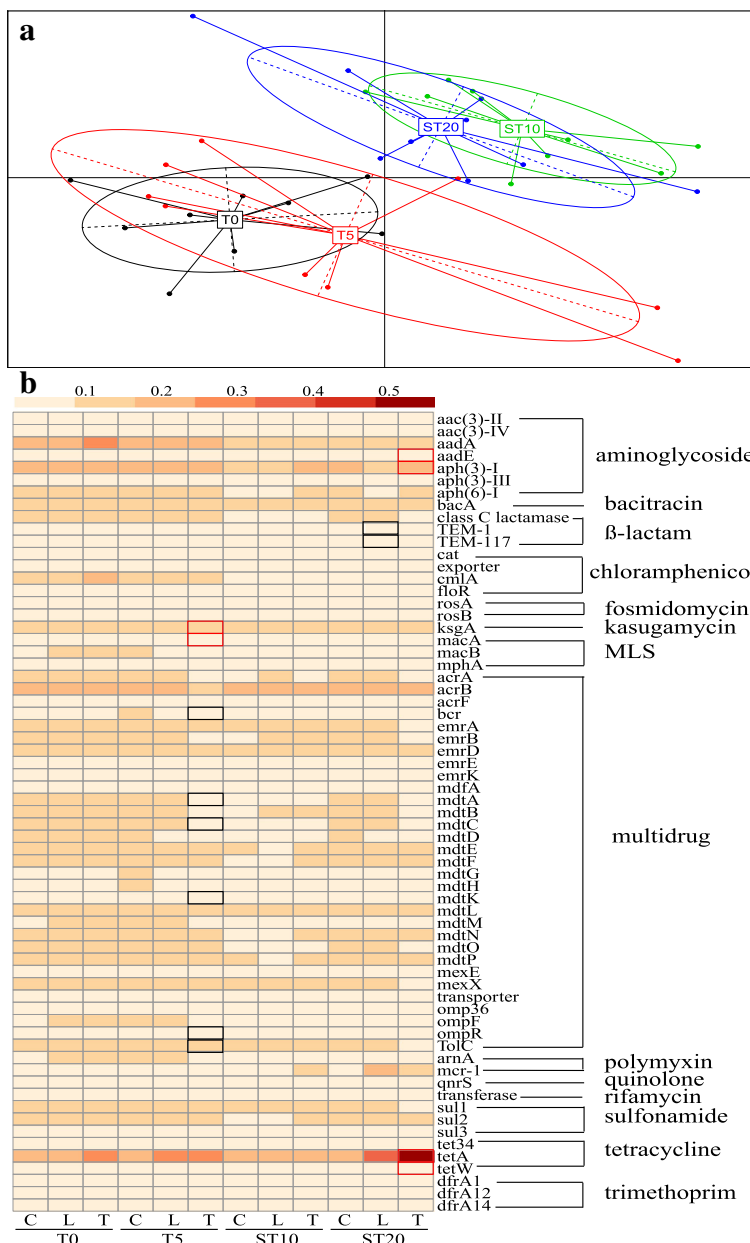 a
ST20
ST10
T0
T5
b
0.1 0.2 0.3 0.4 0.5
aac(3)-II
aac(3)-IV
aadA
aadE
aph(3)-I
aph(3)-III
aph(6)-I
aminoglycoside
bacA
bacitracin
class C lactamase
TEM-1
TEM-117
ß-lactam
cat
exporter
cmlA
floR
chloramphenico
rosA
rosB
fosmidomycin
ksgA
kasugamycin
macA
macB
mphA
MLS
acrA
acrB
acrF
bcr
emrA
emrB
emrD
emrE
emrK
mdfA
mdtA
mdtB
mdtC
mdtD
mdtE
mdtF
mdtG
mdtH
mdtK
mdtL
mdtM
mdtN
mdtO
mdtP
mexE
mexX
transporter
omp36
ompF
ompR
TolC
multidrug
arnA
mcr-1
polymyxin
qnrS
quinolone
transferase
rifamycin
sul1
sul2
sul3
sulfonamide
tet34
tetA
tetW
tetracycline
dfrA1
dfrA12
dfrA14
trimethoprim
C L T C L T C L T C L T
T0 T5 ST10 ST20